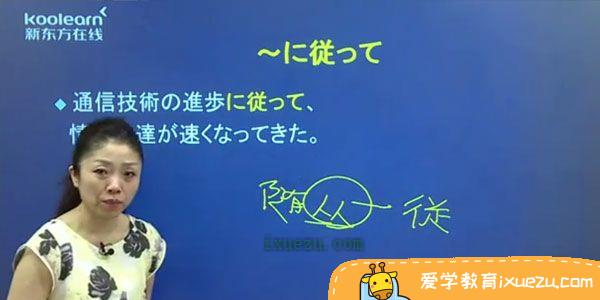 koolearn
新东方在线
～に従って
◆ 通信技術の進歩に従って、
達が速くなってきた。
随从 従
ixuezu.com
爱学教育ixuezu.com